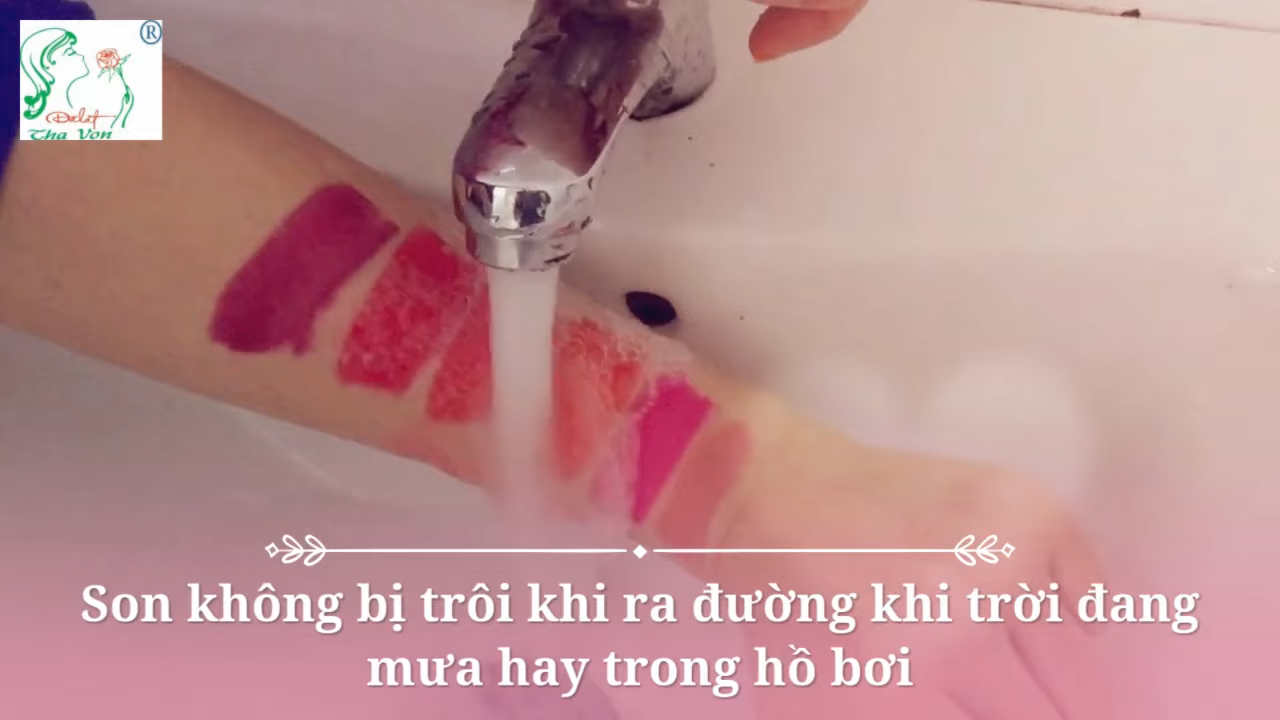 ®
Dalat
Tha Von
Son không bị trôi khi ra đường khi trời đang
mưa hay trong hồ bơi